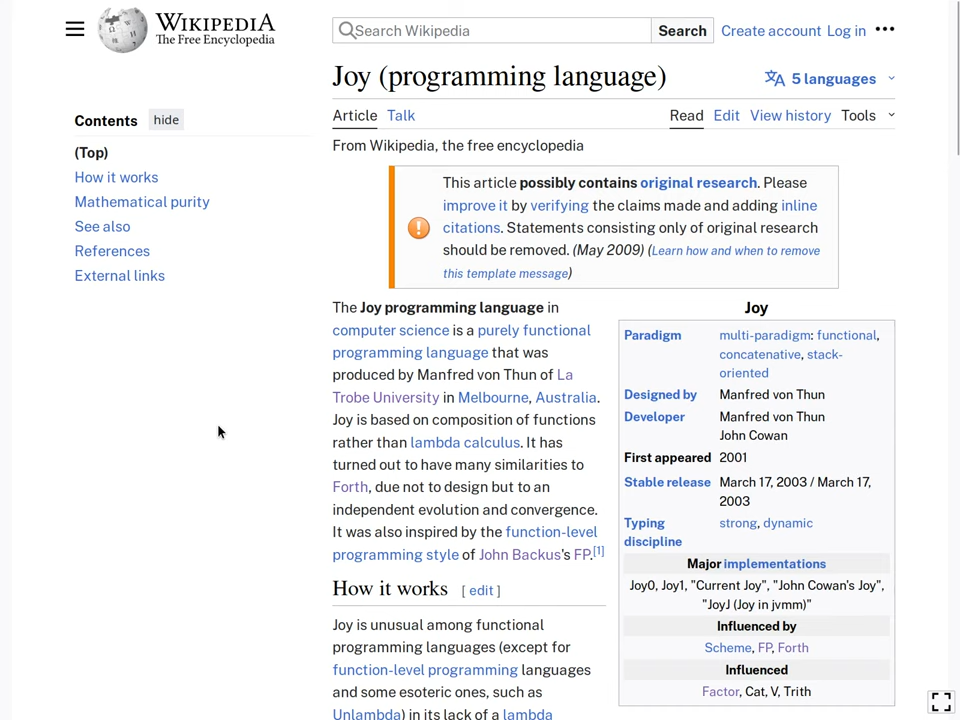 WIKIPEDIA
The Free Encyclopedia
Search Wikipedia
Search
Create account Log in
Joy (programming language)
5 languages
Contents hide
Article Talk
Read Edit View history Tools
(Top)
How it works
Mathematical purity
See also
References
External links
From Wikipedia, the free encyclopedia
This article possibly contains original research. Please
improve it by verifying the claims made and adding inline
citations. Statements consisting only of original research
should be removed. (May 2009) (Learn how and when to remove
this template message)
The Joy programming language in
computer science is a purely functional
programming language that was
produced by Manfred von Thun of La
Trobe University in Melbourne, Australia.
Joy is based on composition of functions
rather than lambda calculus. It has
turned out to have many similarities to
Forth, due not to design but to an
independent evolution and convergence.
It was also inspired by the function-level
programming style of John Backus's FP.[1]
How it works [ edit ]
Joy is unusual among functional
programming languages (except for
function-level programming languages
and some esoteric ones, such as
Unlambda) in its lack of a lambda
Joy
Paradigm multi-paradigm: functional,
concatenative, stack-
oriented
Designed by Manfred von Thun
Developer Manfred von Thun
John Cowan
First appeared 2001
Stable release March 17, 2003 / March 17,
2003
Typing strong, dynamic
discipline
Major implementations
Joy0, Joy1, "Current Joy", "John Cowan's Joy",
"JoyJ (Joy in jvmm)"
Influenced by
Scheme, FP, Forth
Influenced
Factor, Cat, V, Trith